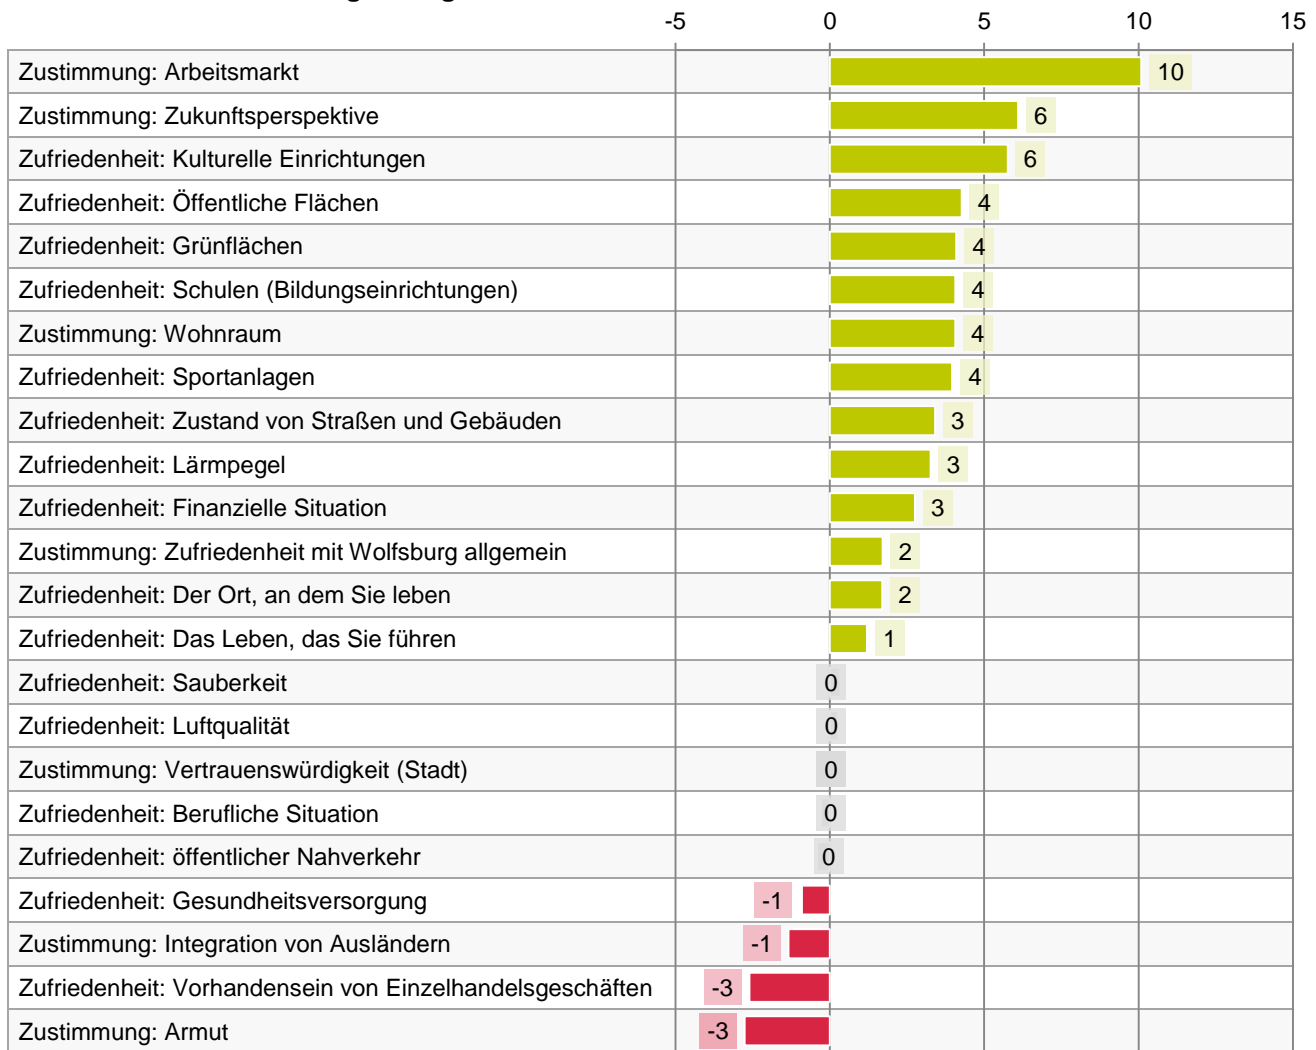 -5 0 5 10 15
Zustimmung: Arbeitsmarkt 10
Zustimmung: Zukunftsperspektive 6
Zufriedenheit: Kulturelle Einrichtungen 6
Zufriedenheit: Öffentliche Flächen 4
Zufriedenheit: Grünflächen 4
Zufriedenheit: Schulen (Bildungseinrichtungen) 4
Zustimmung: Wohnraum 4
Zufriedenheit: Sportanlagen 4
Zufriedenheit: Zustand von Straßen und Gebäuden 3
Zufriedenheit: Lärmpegel 3
Zufriedenheit: Finanzielle Situation 3
Zustimmung: Zufriedenheit mit Wolfsburg allgemein 2
Zufriedenheit: Der Ort, an dem Sie leben 2
Zufriedenheit: Das Leben, das Sie führen 1
Zufriedenheit: Sauberkeit 0
Zufriedenheit: Luftqualität 0
Zustimmung: Vertrauenswürdigkeit (Stadt) 0
Zufriedenheit: Berufliche Situation 0
Zufriedenheit: öffentlicher Nahverkehr 0
Zufriedenheit: Gesundheitsversorgung -1
Zustimmung: Integration von Ausländern -1
Zufriedenheit: Vorhandensein von Einzelhandelsgeschäften -3
Zustimmung: Armut -3